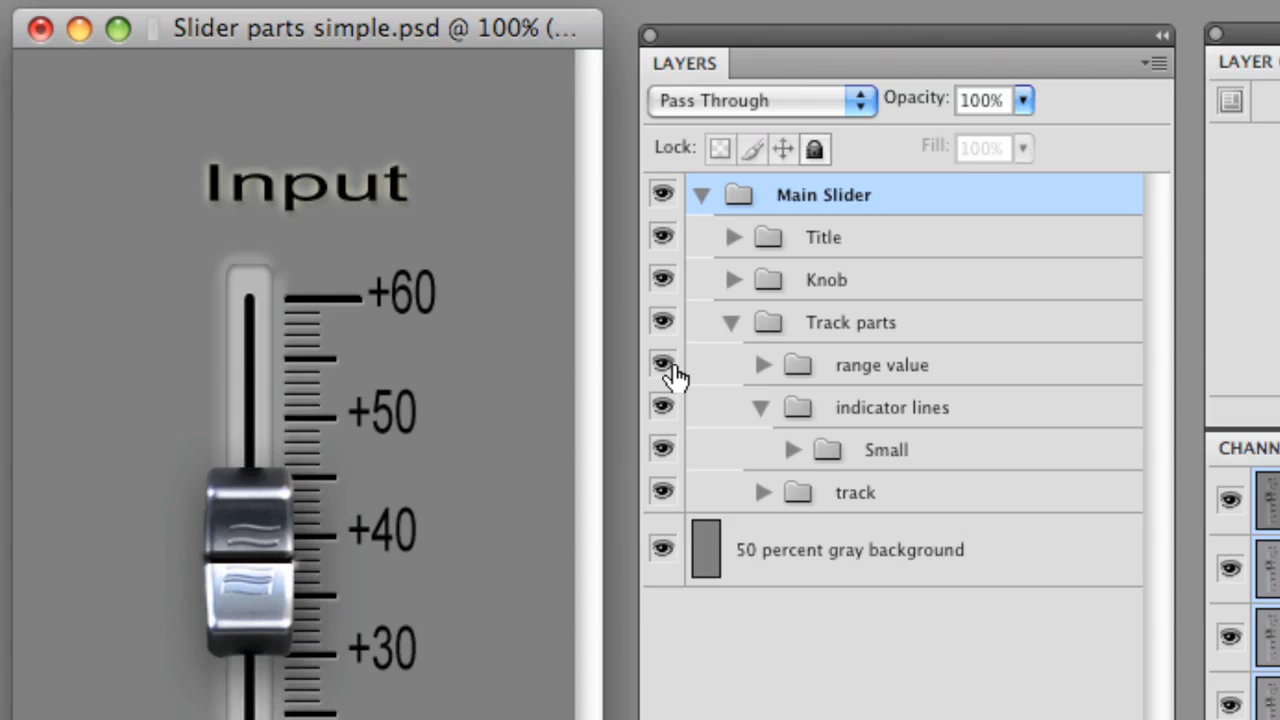 Slider parts simple.psd @ 100% (...
Input
+60
+50
+40
+30
LAYERS
Pass Through
Opacity: 100%
Lock:
Fill: 100%
Main Slider
Title
Knob
Track parts
range value
indicator lines
Small
track
50 percent gray background
LAYER
CHANN